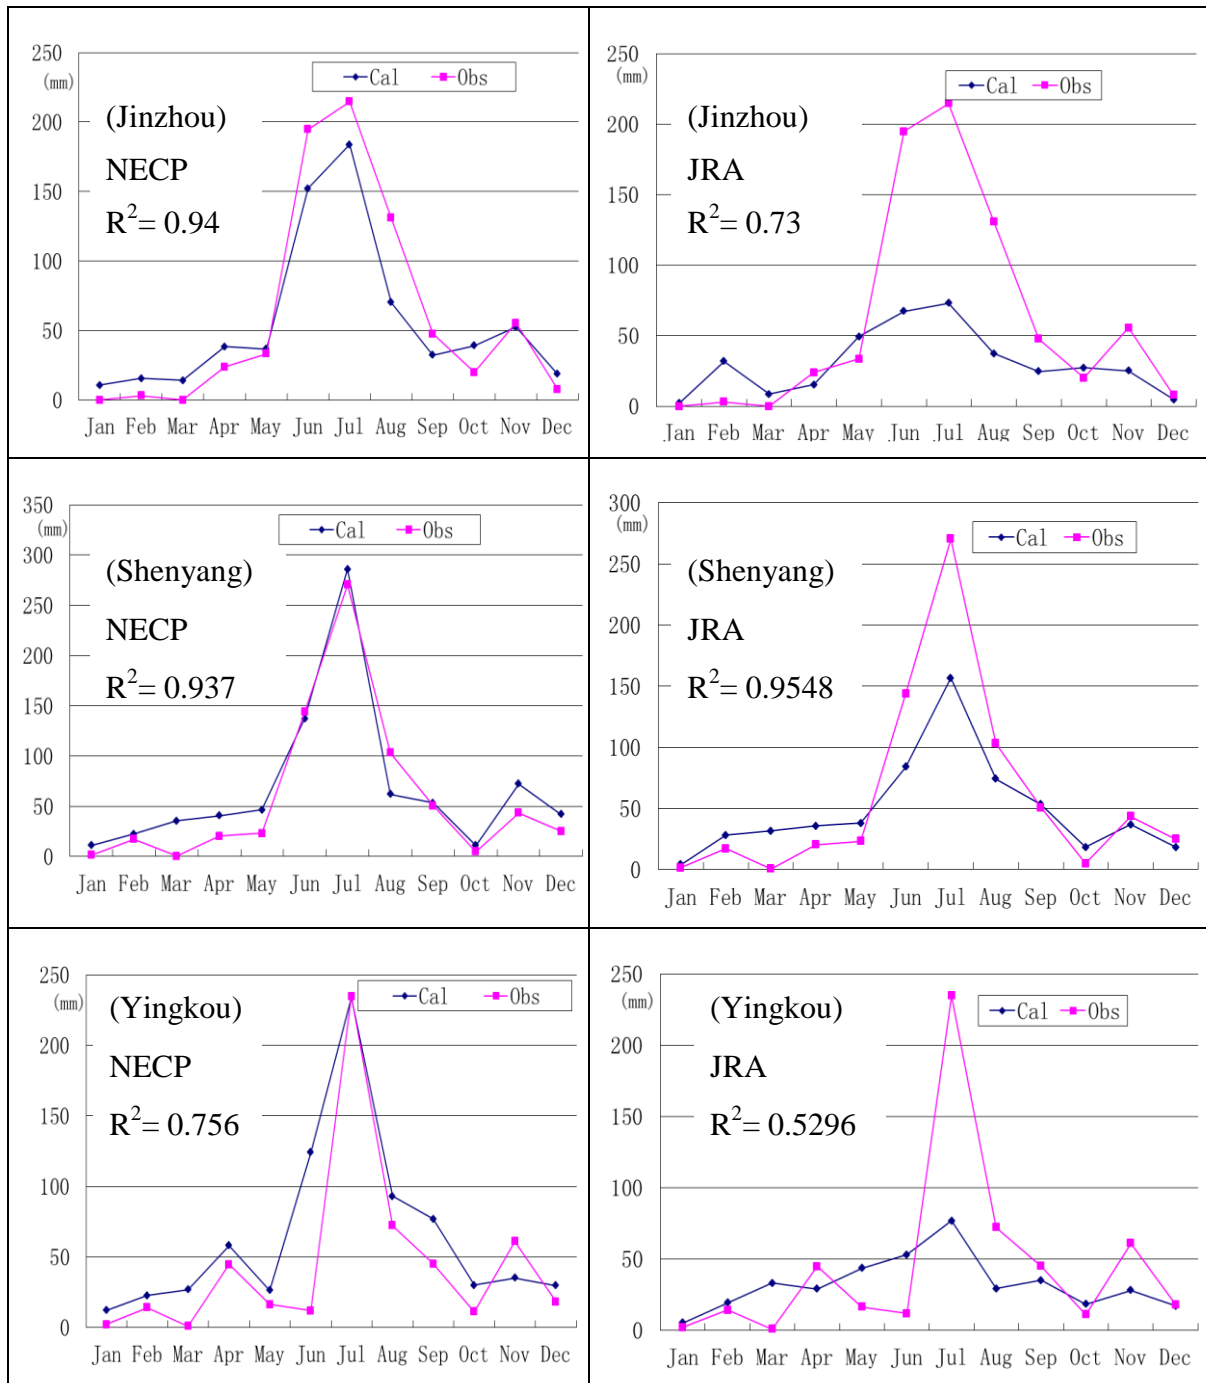 250
(mm)
Cal Obs
(Jinzhou)
NECP
R²= 0.94
200
150
100
50
0
Jan Feb Mar Apr May Jun Jul Aug Sep Oct Nov Dec
250
(mm)
Cal Obs
(Jinzhou)
JRA
R²= 0.73
200
150
100
50
0
Jan Feb Mar Apr May Jun Jul Aug Sep Oct Nov Dec
350
(mm)
Cal Obs
(Shenyang)
NECP
R²= 0.937
300
250
200
150
100
50
0
Jan Feb Mar Apr May Jun Jul Aug Sep Oct Nov Dec
300
(mm)
Cal Obs
(Shenyang)
JRA
R²= 0.9548
250
200
150
100
50
0
Jan Feb Mar Apr May Jun Jul Aug Sep Oct Nov Dec
250
(mm)
Cal Obs
(Yingkou)
NECP
R²= 0.756
200
150
100
50
0
Jan Feb Mar Apr May Jun Jul Aug Sep Oct Nov Dec
250
(mm)
Cal Obs
(Yingkou)
JRA
R²= 0.5296
200
150
100
50
0
Jan Feb Mar Apr May Jun Jul Aug Sep Oct Nov Dec